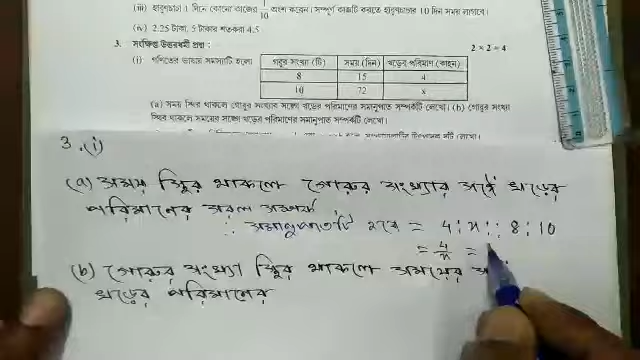 (iii) হারুণচাচা 1 দিনে কোনো কাজের 1/10 অংশ করেন। সম্পূর্ণ কাজটি করতে হারুণচাচার 10 দিন সময় লাগবে।
(iv) 2.25 টাকা, 5 টাকার শতকরা 4.5
3. সংক্ষিপ্ত উত্তরধর্মী প্রশ্ন : 2 × 2 = 4
(i) গণিতের ভাষায় সমস্যাটি হলো
গরুর সংখ্যা (টি) সময় (দিন) খড়ের পরিমাণ (কাহন)
8 15 4
10 72 x
(a) সময় স্থির থাকলে গোরুর সংখ্যার সঙ্গে খড়ের পরিমাণের সমানুপাত সম্পর্কটি লেখো। (b) গোরুর সংখ্যা
স্থির থাকলে সময়ের সঙ্গে খড়ের পরিমাণের সমানুপাত সম্পর্কটি লেখো।
3. (i)
(a) সময় স্থির থাকলে গোরুর সংখ্যার সঙ্গে খড়ের
পরিমানের সরল সম্পর্ক,
∴ সমানুপাতটি হবে = 4 : x :: 8 : 10
= 4/x =
(b) গোরুর সংখ্যা স্থির থাকলে সময়ের
খড়ের পরিমানের